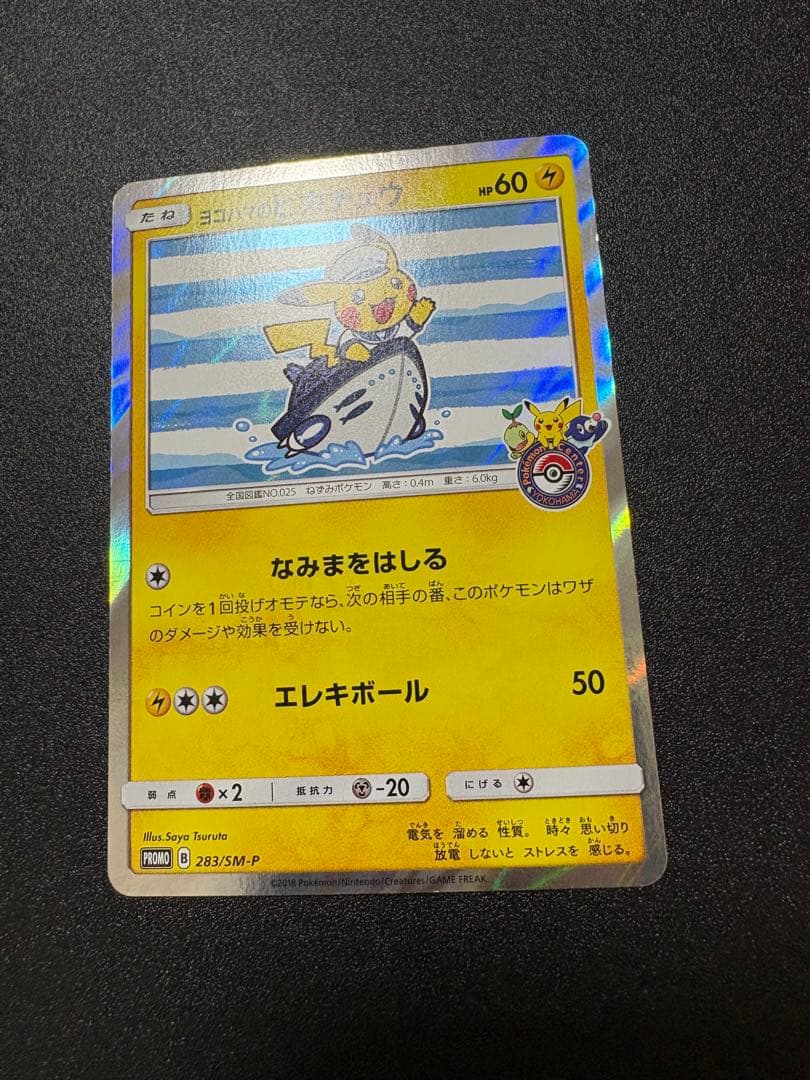 たね
ヨコハマのピカチュウ
HP60
Pokémon Center
YOKOHAMA
全国図鑑NO.025 ねずみポケモン 高さ:0.4m 重さ:6.0kg
なみまをはしる
コインを1回投げオモテなら、次の相手の番、このポケモンはワザ
のダメージや効果を受けない。
エレキボール 50
弱点 ×2 抵抗力 -20 にげる
Illus.Saya Tsuruta
電気を 溜める 性質。 時々 思い切り
放電 しないと ストレスを 感じる。
PROMO B 283/SM-P
©2018 Pokémon/Nintendo/Creatures/GAME FREAK